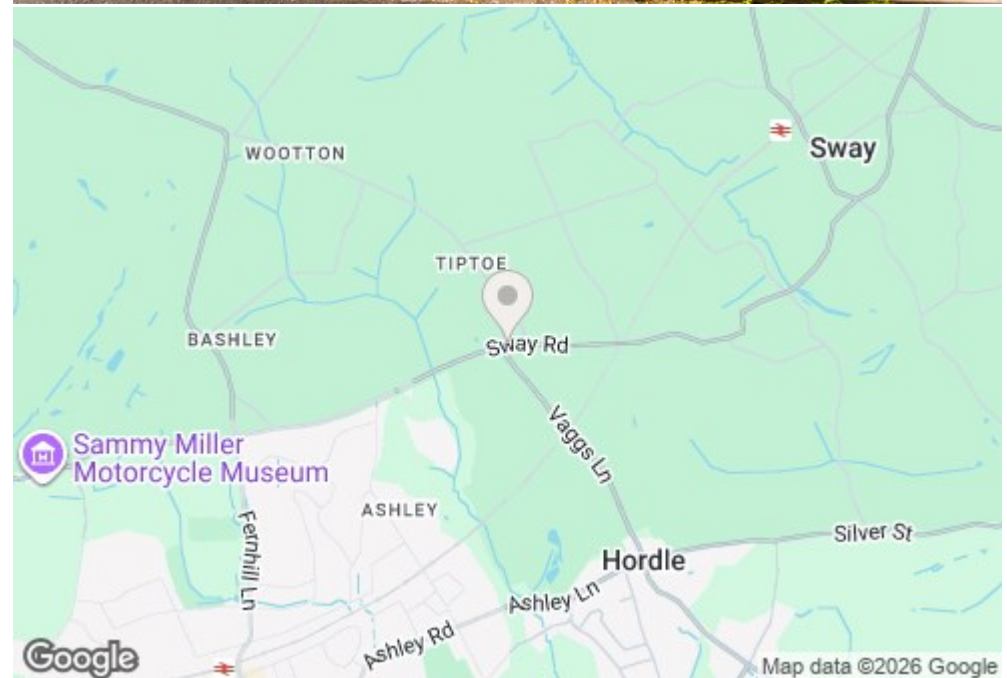 WOOTTON
Sway
TIPTOE
BASHLEY
Sway Rd
Sammy Miller
Motorcycle Museum
Vaggs Ln
ASHLEY
Fernhill Ln
Silver St
Hordle
Ashley Ln
Ashley Rd
Google
Map data ©2026 Google